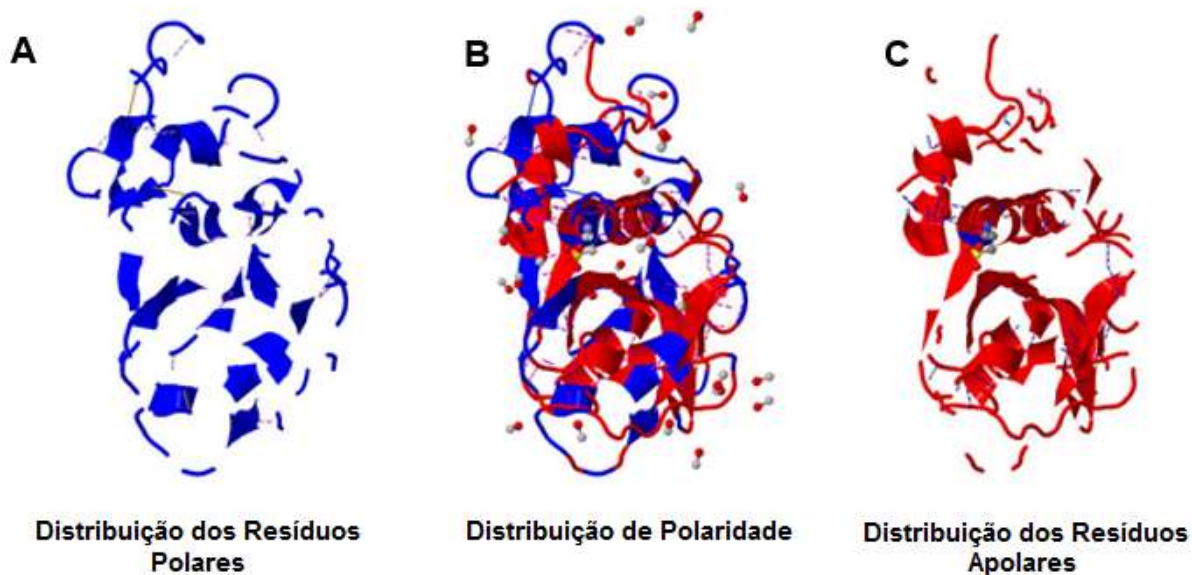 A
B
C
Distribuição dos Resíduos
Polares
Distribuição de Polaridade
Distribuição dos Resíduos
Apolares